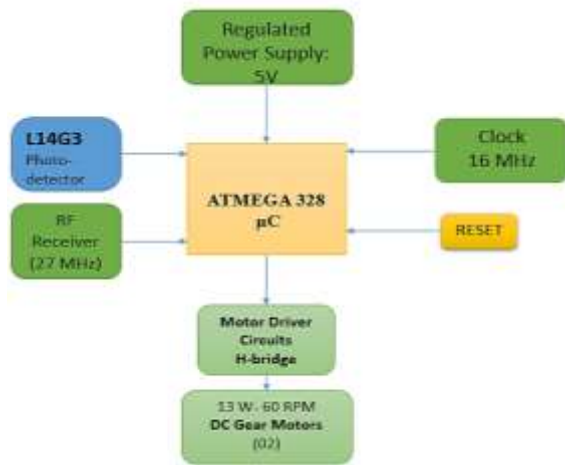 Regulated
Power Supply:
5V
L14G3
Photo-
detector
Clock
16 MHz
ATMEGA 328
µC
RF
Receiver
(27 MHz)
RESET
Motor Driver
Circuits
H-bridge
13 W- 60 RPM
DC Gear Motors
(02)